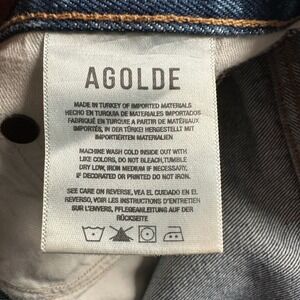 AGOLDE
MADE IN TURKEY OF IMPORTED MATERIALS
HECHO EN TURQUIA DE MATERIALES IMPORTADOS
FABRIQUÉ EN TURQUIE A PARTIR DE MATÉRIAUX
IMPORTÉS, IN DER TÜRKEI HERGESTELLT MIT
IMPORTIERTEN MATERIALIEN
MACHINE WASH COLD INSIDE OUT WITH
LIKE COLORS, DO NOT BLEACH, TUMBLE
DRY LOW, IRON MEDIUM IF NECESSARY.
IF DECORATED OR PRINTED DO NOT IRON.
SEE CARE ON REVERSE, VEA EL CUIDADO EN EL
REVERSO, VOIR LES INSTRUCTIONS D'ENTRETIEN
SUR L'ENVERS, PFLEGEANLEITUNG AUF DER
RÜCKSEITE